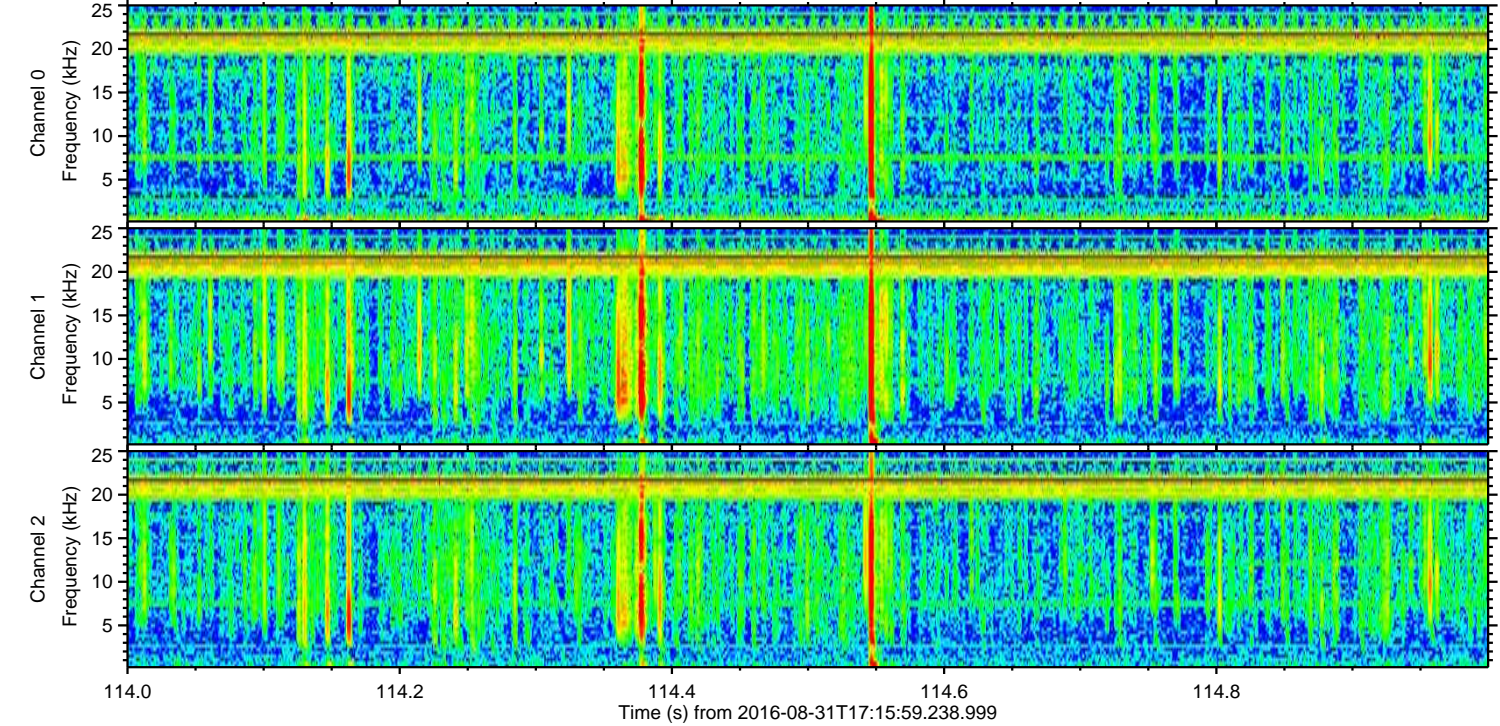 25
20
15
10
5
Channel 0
Frequency (kHz)
25
20
15
10
5
Channel 1
Frequency (kHz)
25
20
15
10
5
Channel 2
Frequency (kHz)
114.0 114.2 114.4 114.6 114.8
Time (s) from 2016-08-31T17:15:59.238.999